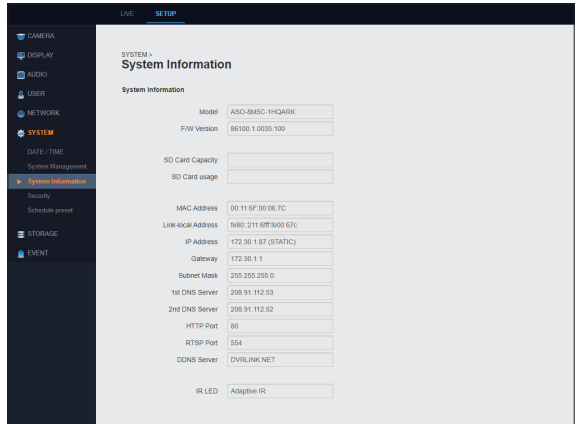 LIVE SETUP
CAMERA
DISPLAY
AUDIO
USER
NETWORK
SYSTEM
DATE / TIME
System Management
System Information
Security
Schedule preset
STORAGE
EVENT
SYSTEM >
System Information
System Information
Model ASO-8M5C-1HQARK
F/W Version 86100.1.0035.100
SD Card Capacity
SD Card usage
MAC Address 00:11:6F:00:06:7C
Link-local Address fe80::211:6fff:fe00:67c
IP Address 172.30.1.87 (STATIC)
Gateway 172.30.1.1
Subnet Mask 255.255.255.0
1st DNS Server 208.91.112.53
2nd DNS Server 208.91.112.52
HTTP Port 80
RTSP Port 554
DDNS Server DVRLINK.NET
IR LED Adaptive IR